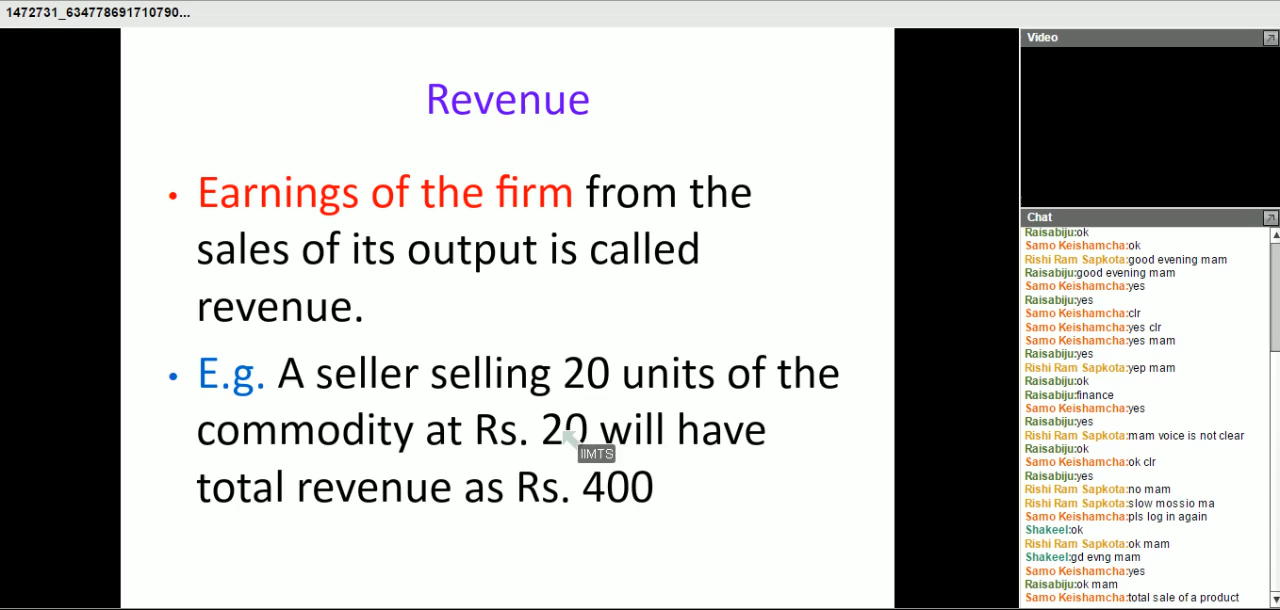 1472731_634778691710790...
Revenue
• Earnings of the firm from the
sales of its output is called
revenue.
• E.g. A seller selling 20 units of the
commodity at Rs. 20 will have
total revenue as Rs. 400
IIMTS
Video
Chat
Raisabiju:ok
Samo Keishamcha:ok
Rishi Ram Sapkota:good evening mam
Raisabiju:good evening mam
Samo Keishamcha:yes
Raisabiju:yes
Samo Keishamcha:clr
Samo Keishamcha:yes clr
Samo Keishamcha:yes mam
Raisabiju:yes
Rishi Ram Sapkota:yep mam
Raisabiju:ok
Raisabiju:finance
Samo Keishamcha:yes
Raisabiju:yes
Rishi Ram Sapkota:mam voice is not clear
Raisabiju:ok
Samo Keishamcha:ok clr
Raisabiju:yes
Rishi Ram Sapkota:no mam
Rishi Ram Sapkota:slow mossio ma
Samo Keishamcha:pls log in again
Shakeel:ok
Rishi Ram Sapkota:ok mam
Shakeel:gd evng mam
Samo Keishamcha:yes
Raisabiju:ok mam
Samo Keishamcha:total sale of a product